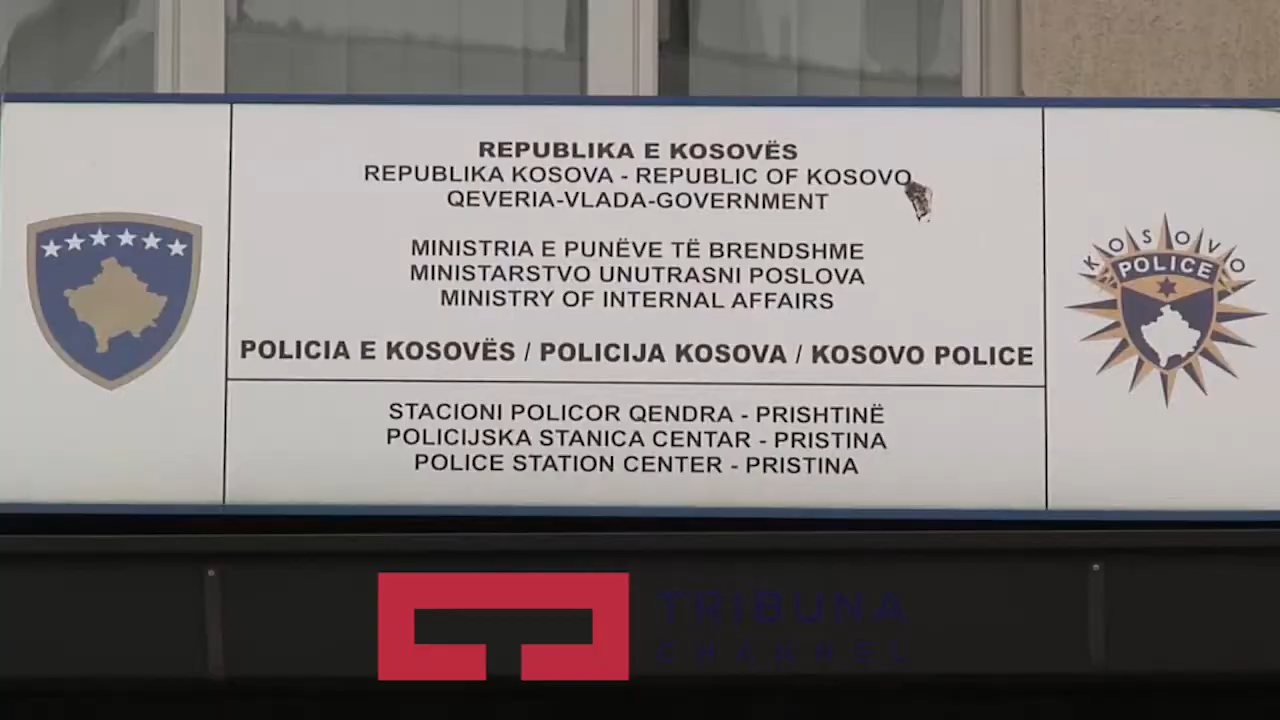 REPUBLIKA E KOSOVËS
REPUBLIKA KOSOVA - REPUBLIC OF KOSOVO
QEVERIA-VLADA-GOVERNMENT
MINISTRIA E PUNËVE TË BRENDSHME
MINISTARSTVO UNUTRASNI POSLOVA
MINISTRY OF INTERNAL AFFAIRS
POLICIA E KOSOVËS / POLICIJA KOSOVA / KOSOVO POLICE
STACIONI POLICOR QENDRA - PRISHTINË
POLICIJSKA STANICA CENTAR - PRISTINA
POLICE STATION CENTER - PRISTINA
KOSOVO
POLICE
TRIBUNA
CHANNEL